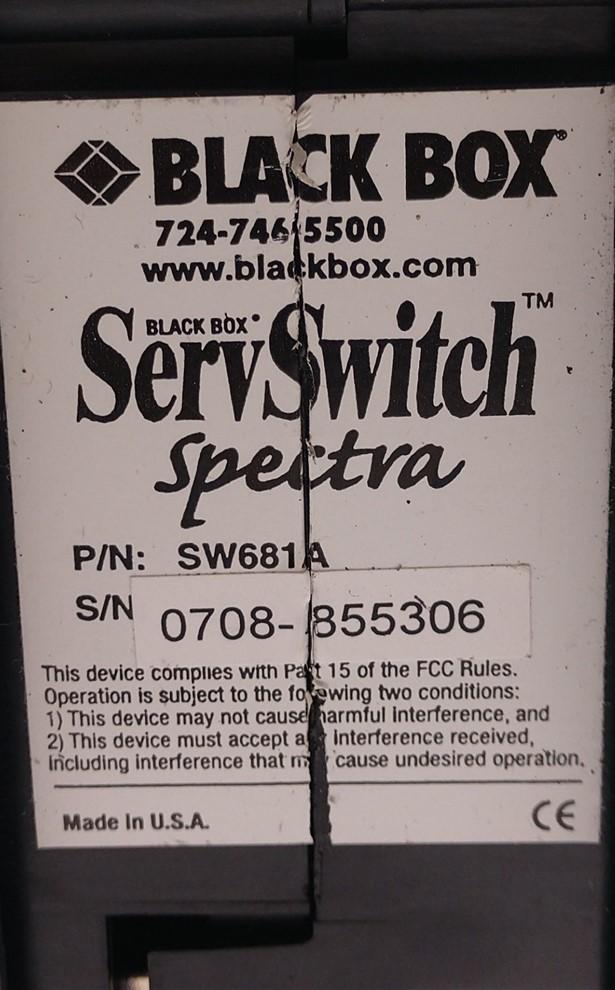 BLACK BOX®
724-746-5500
www.blackbox.com
BLACK BOX®
ServSwitch™
Spectra
P/N: SW681A
S/N 0708-855306
This device complies with Part 15 of the FCC Rules.
Operation is subject to the following two conditions:
1) This device may not cause harmful interference, and
2) This device must accept any interference received,
including interference that may cause undesired operation.
Made In U.S.A.
CE